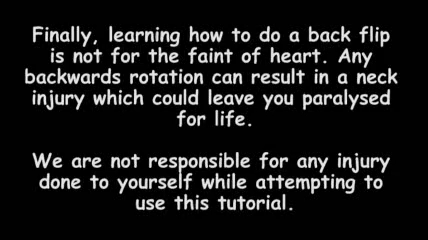 Finally, learning how to do a back flip
is not for the faint of heart. Any
backwards rotation can result in a neck
injury which could leave you paralysed
for life.
We are not responsible for any injury
done to yourself while attempting to
use this tutorial.